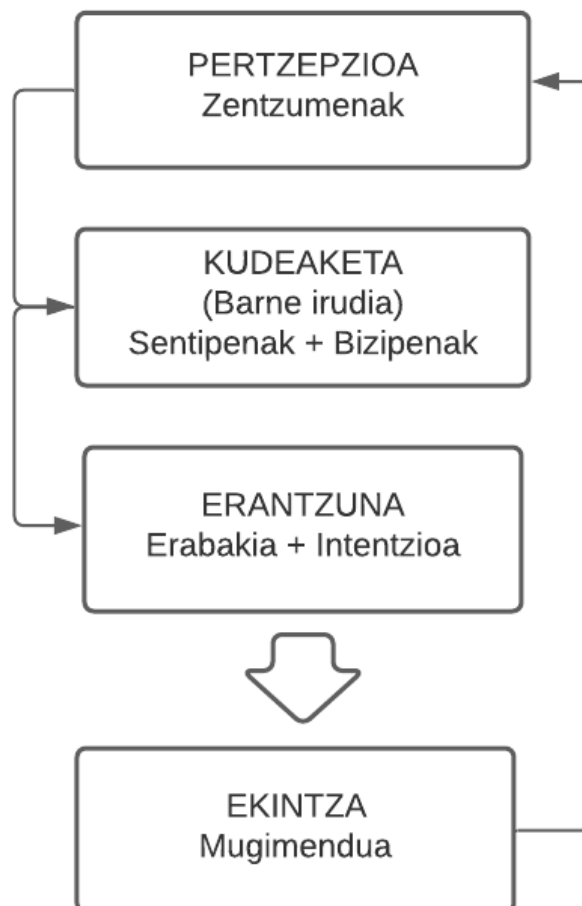 PERTZEPZIOA
Zentzumenak
KUDEAKETA
(Barne irudia)
Sentipenak + Bizipenak
ERANTZUNA
Erabakia + Intentzioa
EKINTZA
Mugimendua